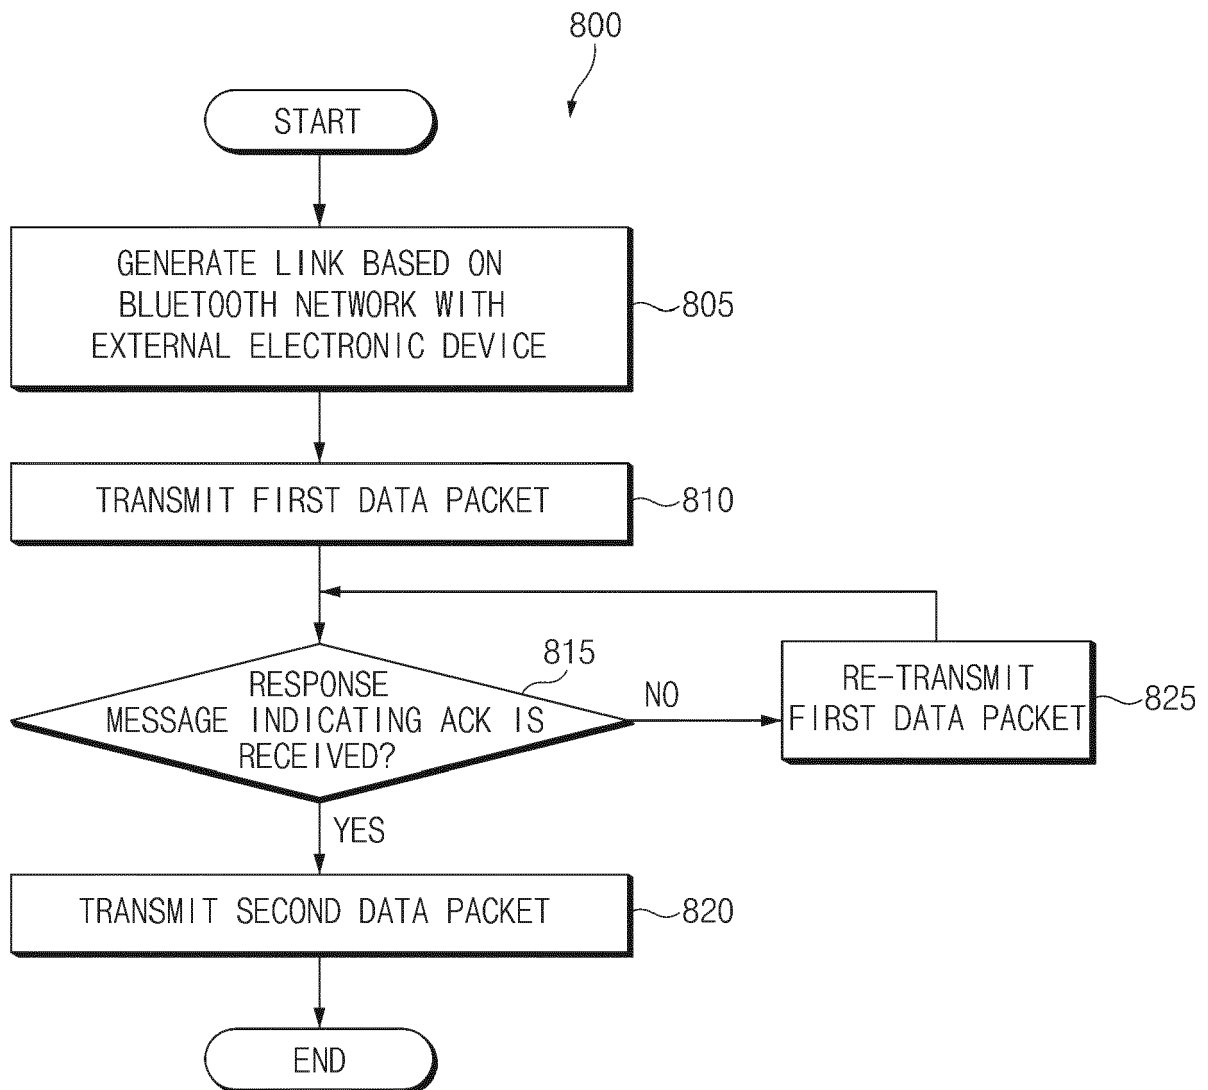 800
START
GENERATE LINK BASED ON
BLUETOOTH NETWORK WITH
EXTERNAL ELECTRONIC DEVICE
805
TRANSMIT FIRST DATA PACKET
810
815
RESPONSE
MESSAGE INDICATING ACK IS
RECEIVED?
NO
RE-TRANSMIT
FIRST DATA PACKET
825
YES
TRANSMIT SECOND DATA PACKET
820
END